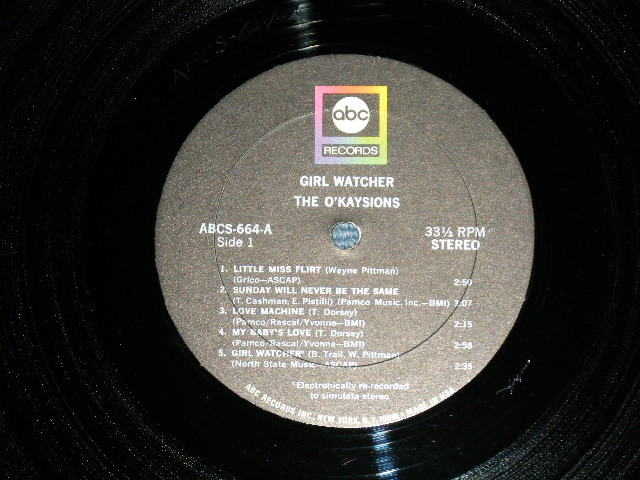 ABCS-664-A
abc
RECORDS
GIRL WATCHER
THE O'KAYSIONS
ABCS-664-A
Side 1
33⅓ RPM
STEREO
1. LITTLE MISS FLIRT (Wayne Pittman)
(Grico—ASCAP) 2:50
2. SUNDAY WILL NEVER BE THE SAME
(T. Cashman, E. Pistilli) (Pamco Music, Inc.—BMI) 3:07
3. LOVE MACHINE (T. Dorsey)
(Pamco/Rascal/Yvonne—BMI) 2:15
4. MY BABY'S LOVE (T. Dorsey)
(Pamco/Rascal/Yvonne—BMI) 2:58
5. GIRL WATCHER* (B. Trail, W. Pittman)
(North State Music—ASCAP) 2:35
*Electronically re-recorded
to simulate stereo
ABC RECORDS INC. NEW YORK, N.Y. 10019 • MADE IN USA